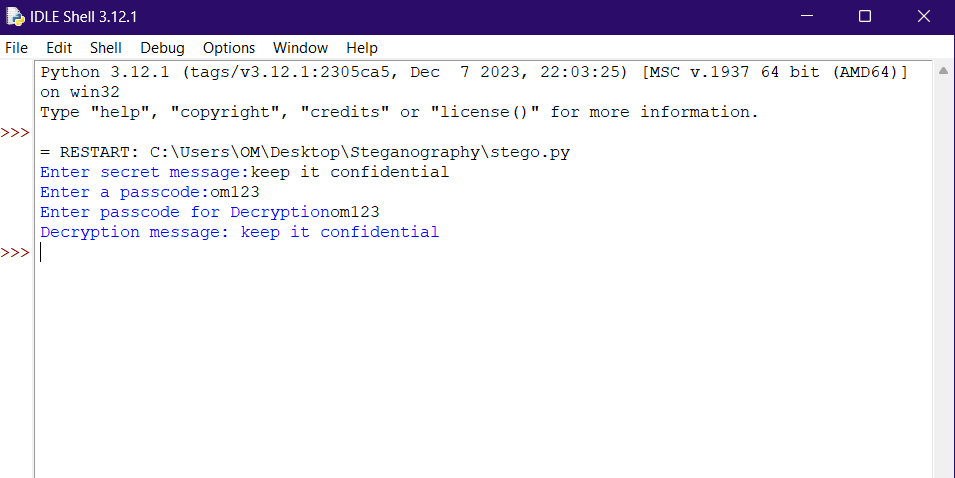 IDLE Shell 3.12.1
File Edit Shell Debug Options Window Help
Python 3.12.1 (tags/v3.12.1:2305ca5, Dec  7 2023, 22:03:25) [MSC v.1937 64 bit (AMD64)]
on win32
Type "help", "copyright", "credits" or "license()" for more information.
>>>
= RESTART: C:\Users\OM\Desktop\Steganography\stego.py
Enter secret message:keep it confidential
Enter a passcode:om123
Enter passcode for Decryptionom123
Decryption message: keep it confidential
>>>